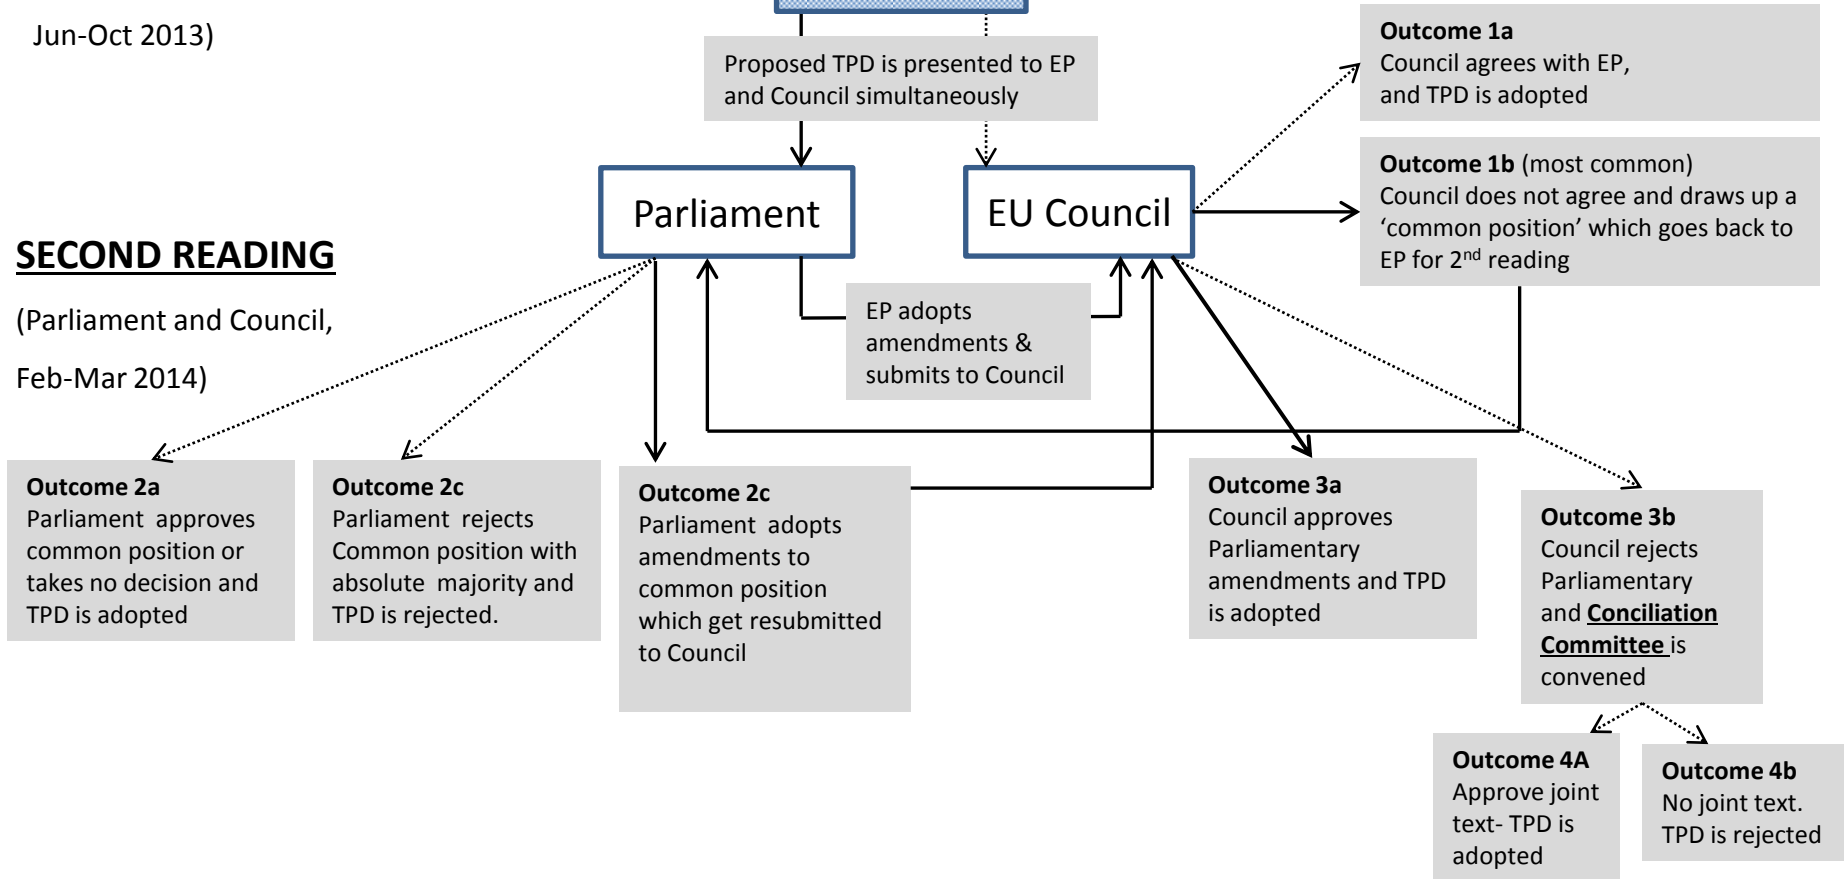 Jun-Oct 2013)
Proposed TPD is presented to EP
and Council simultaneously
Outcome 1a
Council agrees with EP,
and TPD is adopted
Outcome 1b (most common)
Council does not agree and draws up a
‘common position’ which goes back to
EP for 2nd reading
Parliament
EU Council
SECOND READING
(Parliament and Council,
Feb-Mar 2014)
EP adopts
amendments &
submits to Council
Outcome 2a
Parliament approves
common position or
takes no decision and
TPD is adopted
Outcome 2c
Parliament rejects
Common position with
absolute majority and
TPD is rejected.
Outcome 2c
Parliament adopts
amendments to
common position
which get resubmitted
to Council
Outcome 3a
Council approves
Parliamentary
amendments and TPD
is adopted
Outcome 3b
Council rejects
Parliamentary
and Conciliation
Committee is
convened
Outcome 4A
Approve joint
text- TPD is
adopted
Outcome 4b
No joint text.
TPD is rejected